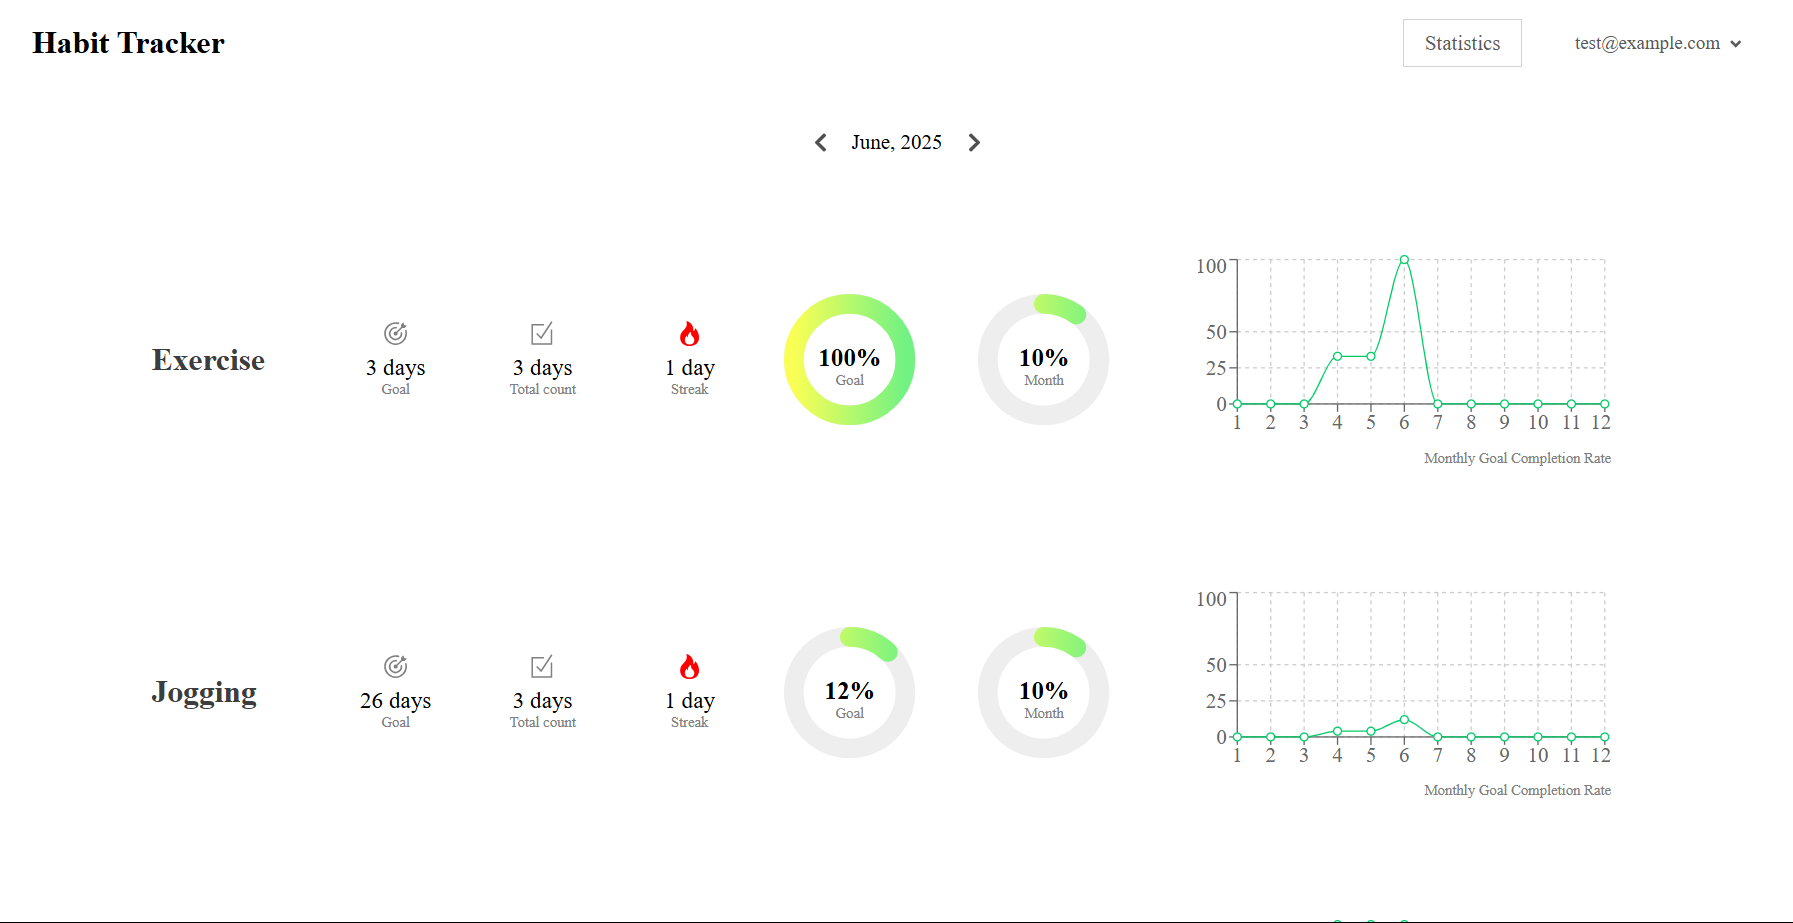 Habit Tracker
Statistics
test@example.com
June, 2025
Exercise
3 days
Goal
3 days
Total count
1 day
Streak
100%
Goal
10%
Month
100
50
25
0
1 2 3 4 5 6 7 8 9 10 11 12
Monthly Goal Completion Rate
Jogging
26 days
Goal
3 days
Total count
1 day
Streak
12%
Goal
10%
Month
100
50
25
0
1 2 3 4 5 6 7 8 9 10 11 12
Monthly Goal Completion Rate